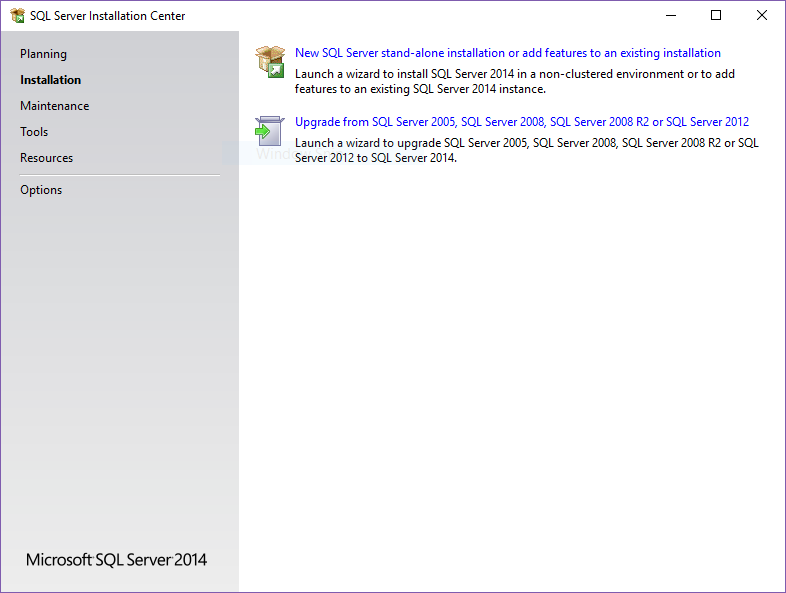 SQL Server Installation Center
Planning
Installation
Maintenance
Tools
Resources
Options
New SQL Server stand-alone installation or add features to an existing installation
Launch a wizard to install SQL Server 2014 in a non-clustered environment or to add
features to an existing SQL Server 2014 instance.
Upgrade from SQL Server 2005, SQL Server 2008, SQL Server 2008 R2 or SQL Server 2012
Launch a wizard to upgrade SQL Server 2005, SQL Server 2008, SQL Server 2008 R2 or SQL
Server 2012 to SQL Server 2014.
Microsoft SQL Server 2014